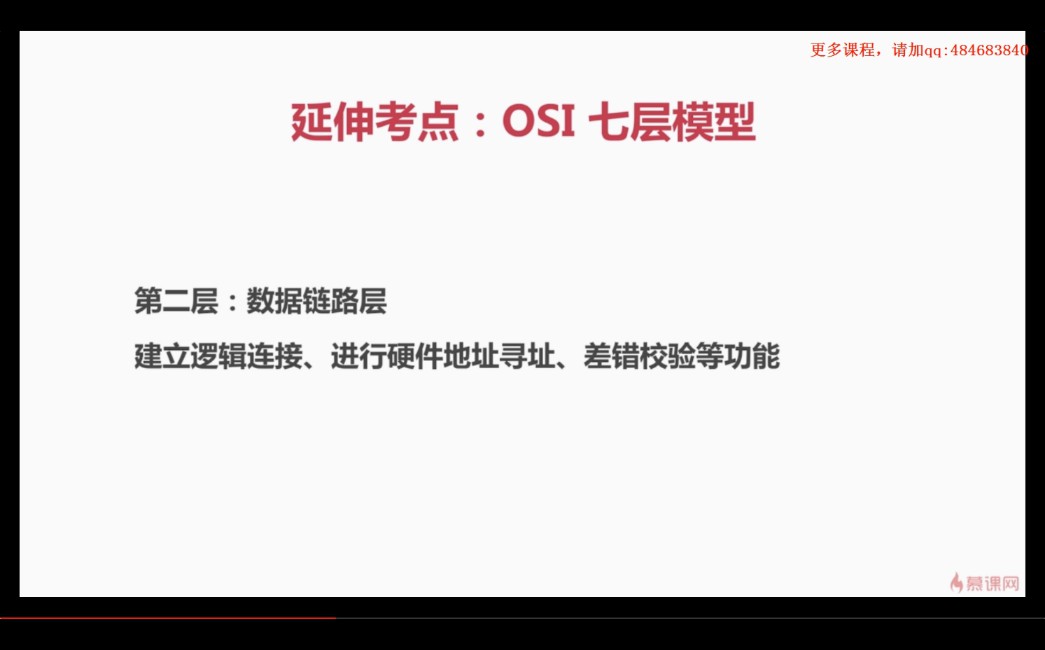 更多课程，请加qq:484683840
延伸考点：OSI 七层模型
第二层：数据链路层
建立逻辑连接、进行硬件地址寻址、差错校验等功能
慕课网